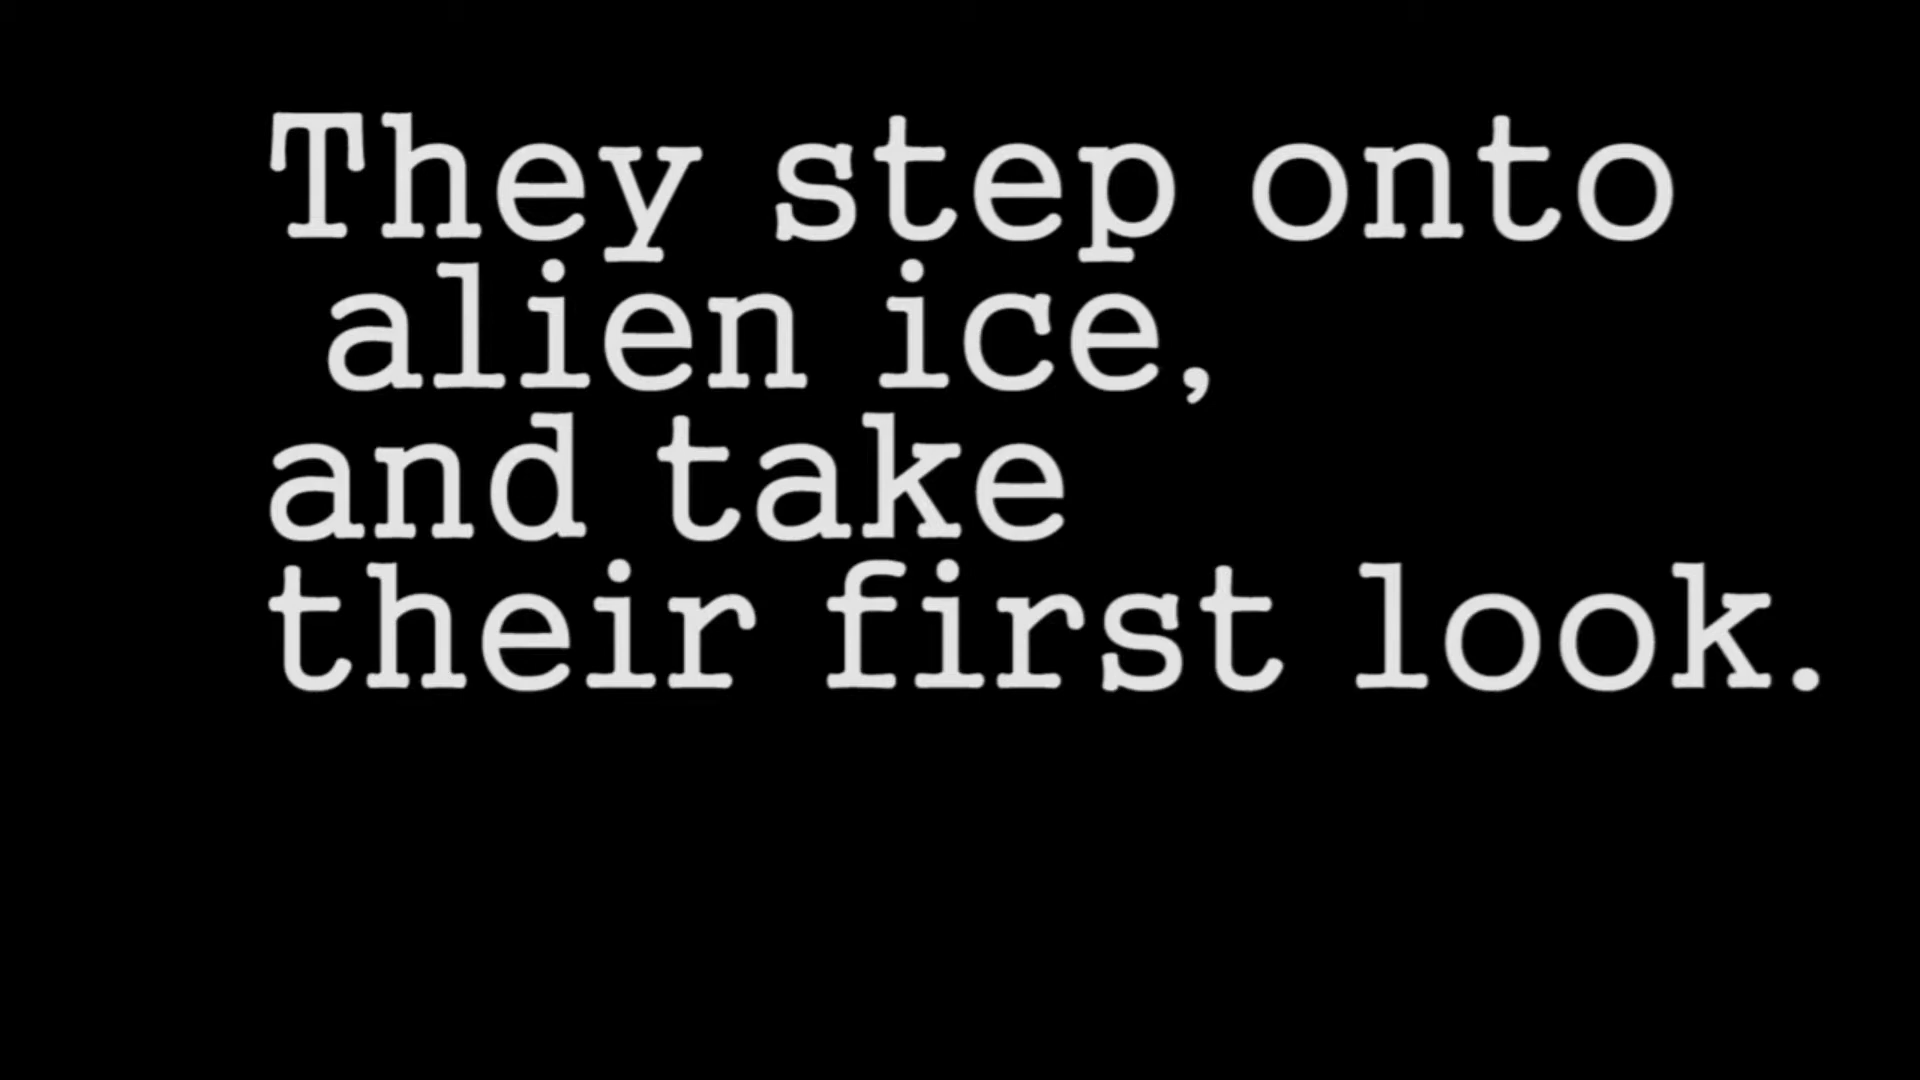 They step onto
alien ice,
and take
their first look.